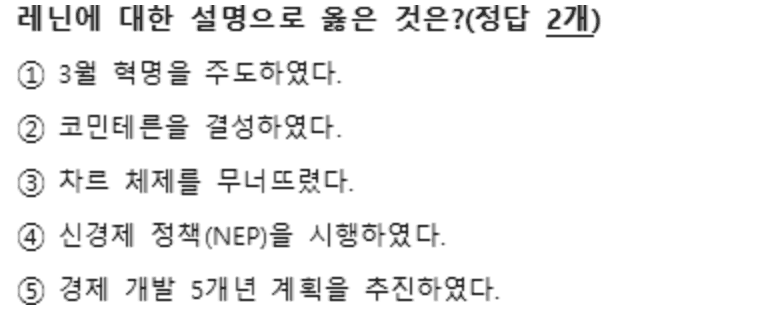 레닌에 대한 설명으로 옳은 것은?(정답 2개)
① 3월 혁명을 주도하였다.
② 코민테른을 결성하였다.
③ 차르 체제를 무너뜨렸다.
④ 신경제 정책(NEP)을 시행하였다.
⑤ 경제 개발 5개년 계획을 추진하였다.